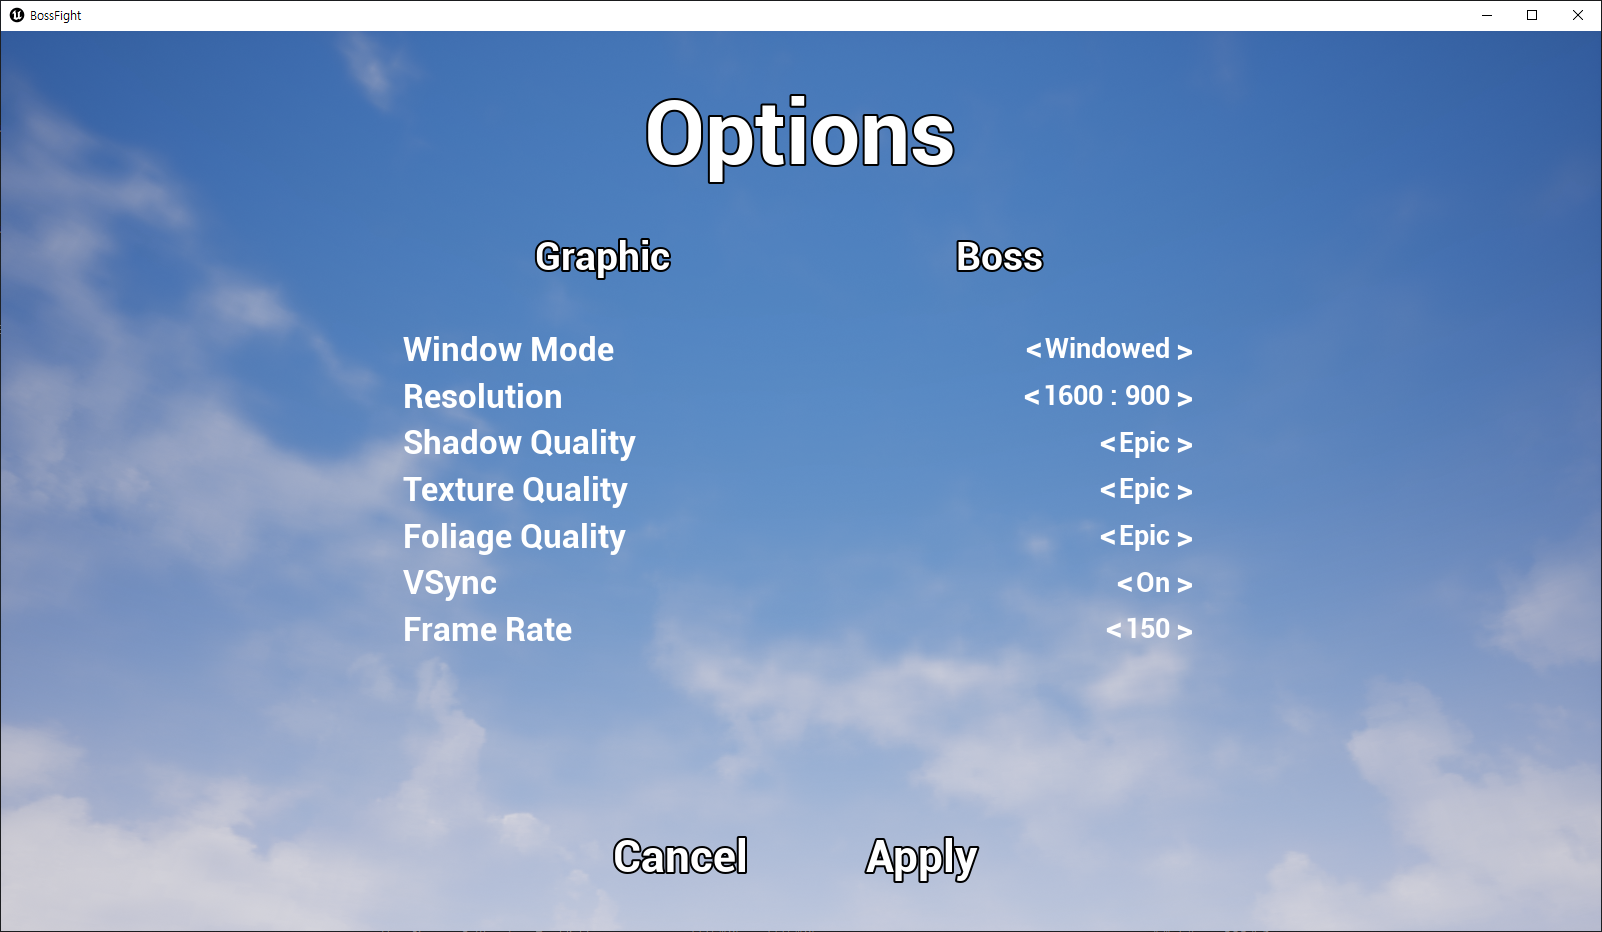 BossFight
Options
Graphic Boss
Window Mode < Windowed >
Resolution < 1600 : 900 >
Shadow Quality < Epic >
Texture Quality < Epic >
Foliage Quality < Epic >
VSync < On >
Frame Rate < 150 >
Cancel Apply